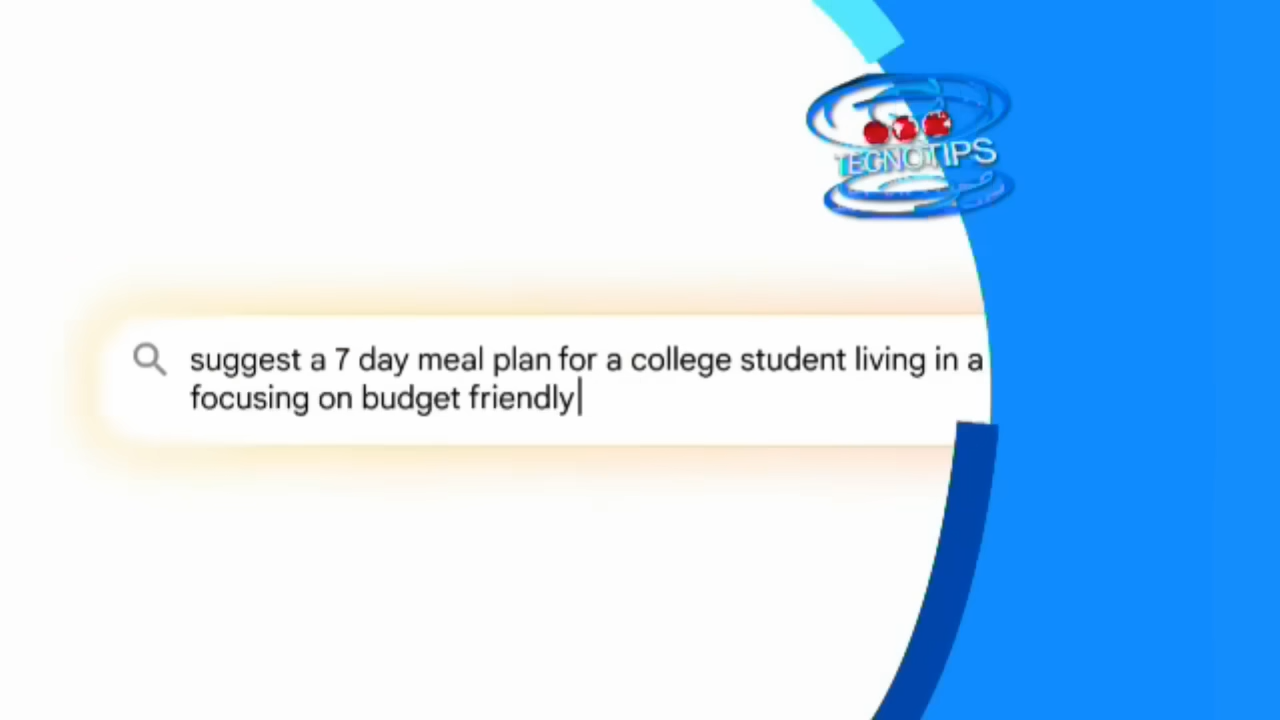 TECNOTIPS
suggest a 7 day meal plan for a college student living in a
focusing on budget friendly